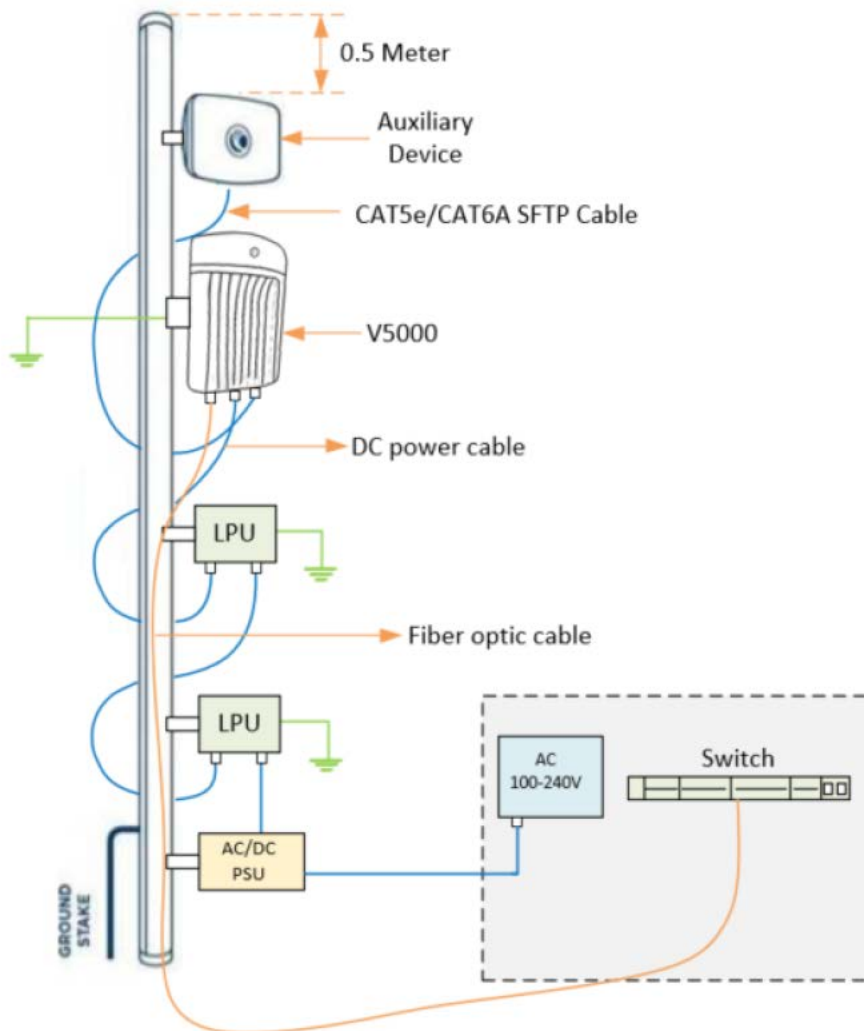 0.5 Meter
Auxiliary
Device
CAT5e/CAT6A SFTP Cable
V5000
DC power cable
LPU
Fiber optic cable
LPU
AC
100-240V
Switch
AC/DC
PSU
GROUND
STAKE